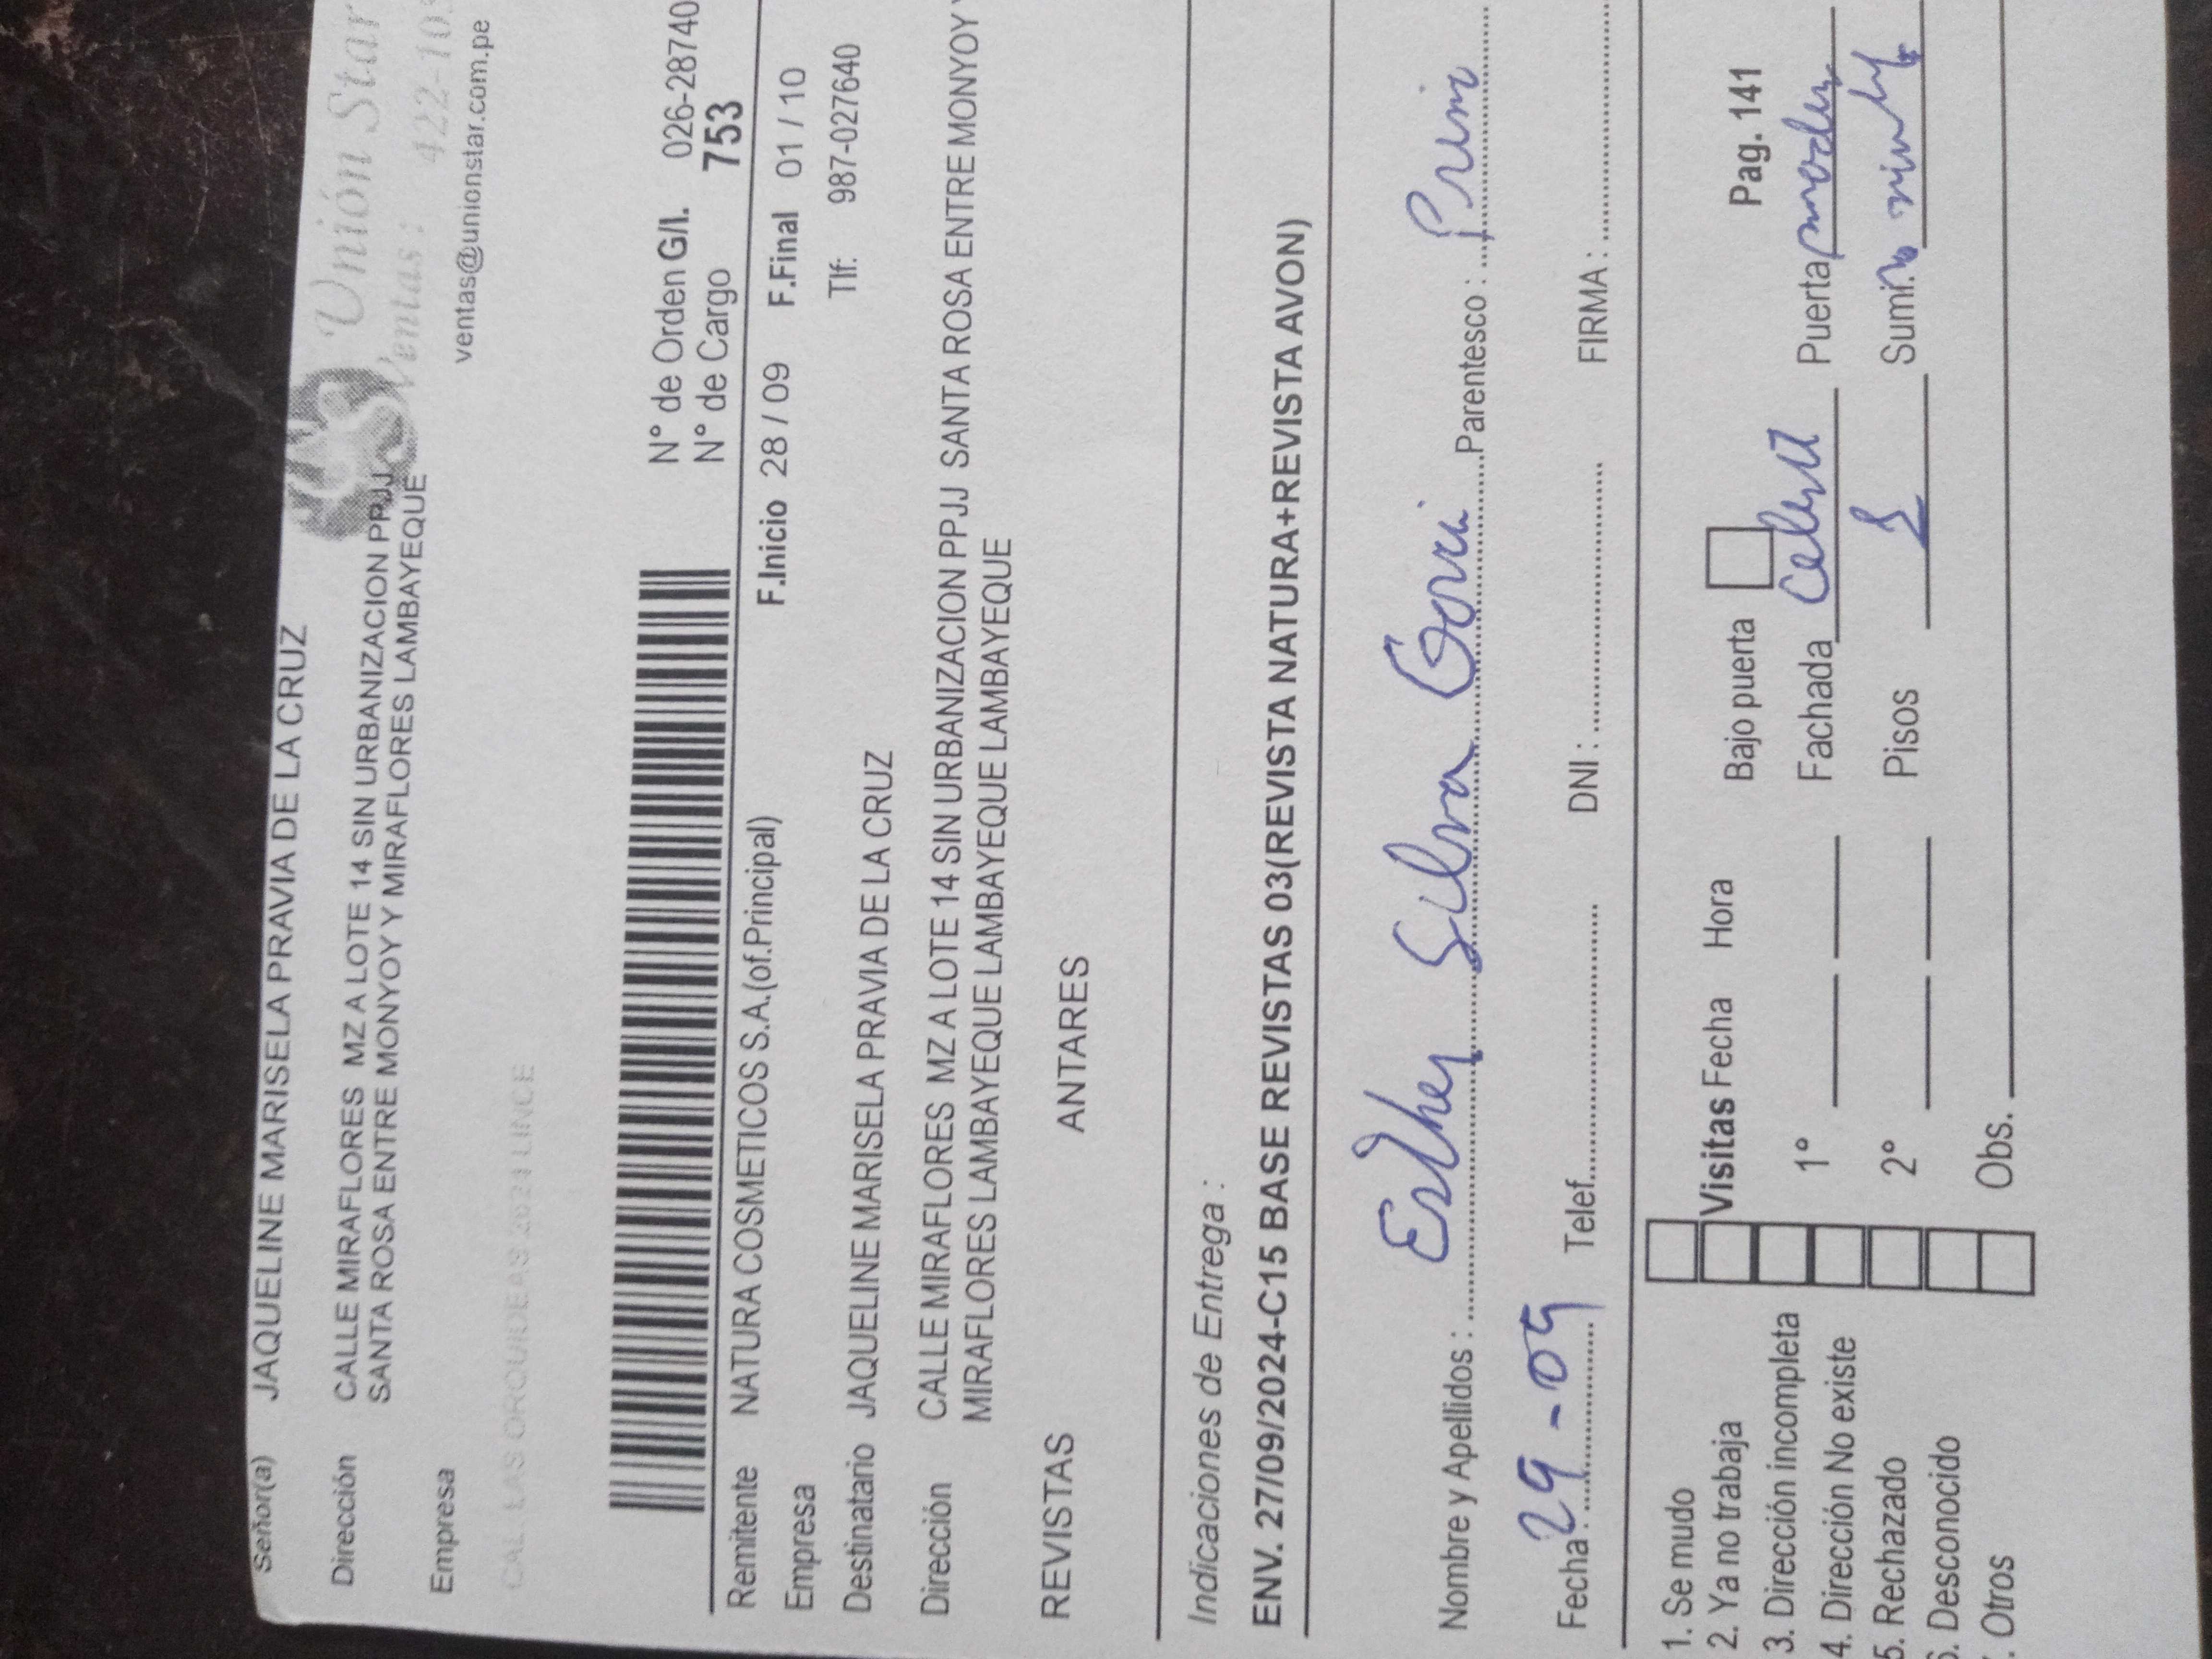 Señor(a) JAQUELINE MARISELA PRAVIA DE LA CRUZ
Unión Star
Dirección CALLE MIRAFLORES MZ A LOTE 14 SIN URBANIZACION PPJJ
Ventas: 422-10
SANTA ROSA ENTRE MONYOY Y MIRAFLORES LAMBAYEQUE
Empresa
ventas@unionstar.com.pe
CAL LAS ORQUIDEAS LINCE
N° de Orden G/I. 026-28740
N° de Cargo 753
Remitente NATURA COSMETICOS S.A.(of.Principal)
F.Inicio 28 / 09 F.Final 01 / 10
Empresa
Tlf: 987-027640
Destinatario JAQUELINE MARISELA PRAVIA DE LA CRUZ
Dirección CALLE MIRAFLORES MZ A LOTE 14 SIN URBANIZACION PPJJ SANTA ROSA ENTRE MONYOY Y
MIRAFLORES LAMBAYEQUE LAMBAYEQUE LAMBAYEQUE
REVISTAS ANTARES
Indicaciones de Entrega :
ENV. 27/09/2024-C15 BASE REVISTAS 03(REVISTA NATURA+REVISTA AVON)
Nombre y Apellidos : Esther Silva Parentesco :
Fecha : 29-09 Telef. DNI : FIRMA :
1. Se mudo
2. Ya no trabaja Visitas Fecha Hora Bajo puerta Pag. 141
3. Dirección incompleta
4. Dirección No existe 1° Fachada Puerta
5. Rechazado 2° Pisos Sumi.
6. Desconocido
. Otros Obs.